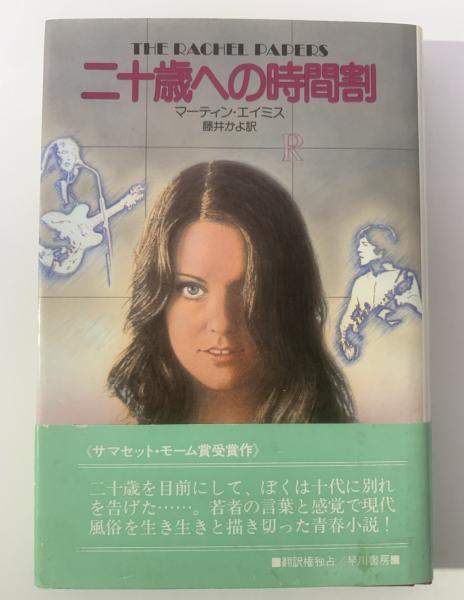 THE RACHEL PAPERS
二十歳への時間割
マーティン・エイミス
藤井かよ訳
R
《サマセット・モーム賞受賞作》
二十歳を目前にして、ぼくは十代に別れ
を告げた……。若者の言葉と感覚で現代
風俗を生き生きと描き切った青春小説!
■翻訳権独占/早川書房